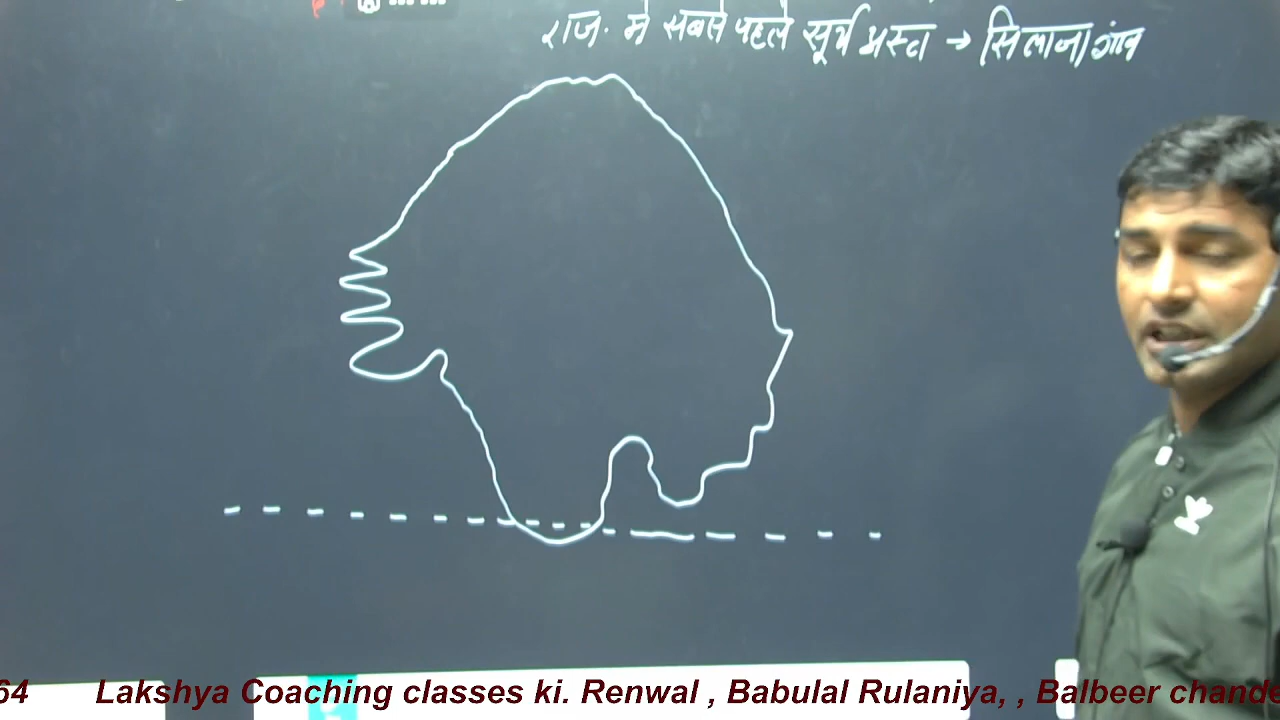 राज. में सबसे पहले सूर्य अस्त → सिलाना गांव
64 Lakshya Coaching classes ki. Renwal , Babulal Rulaniya, , Balbeer chande